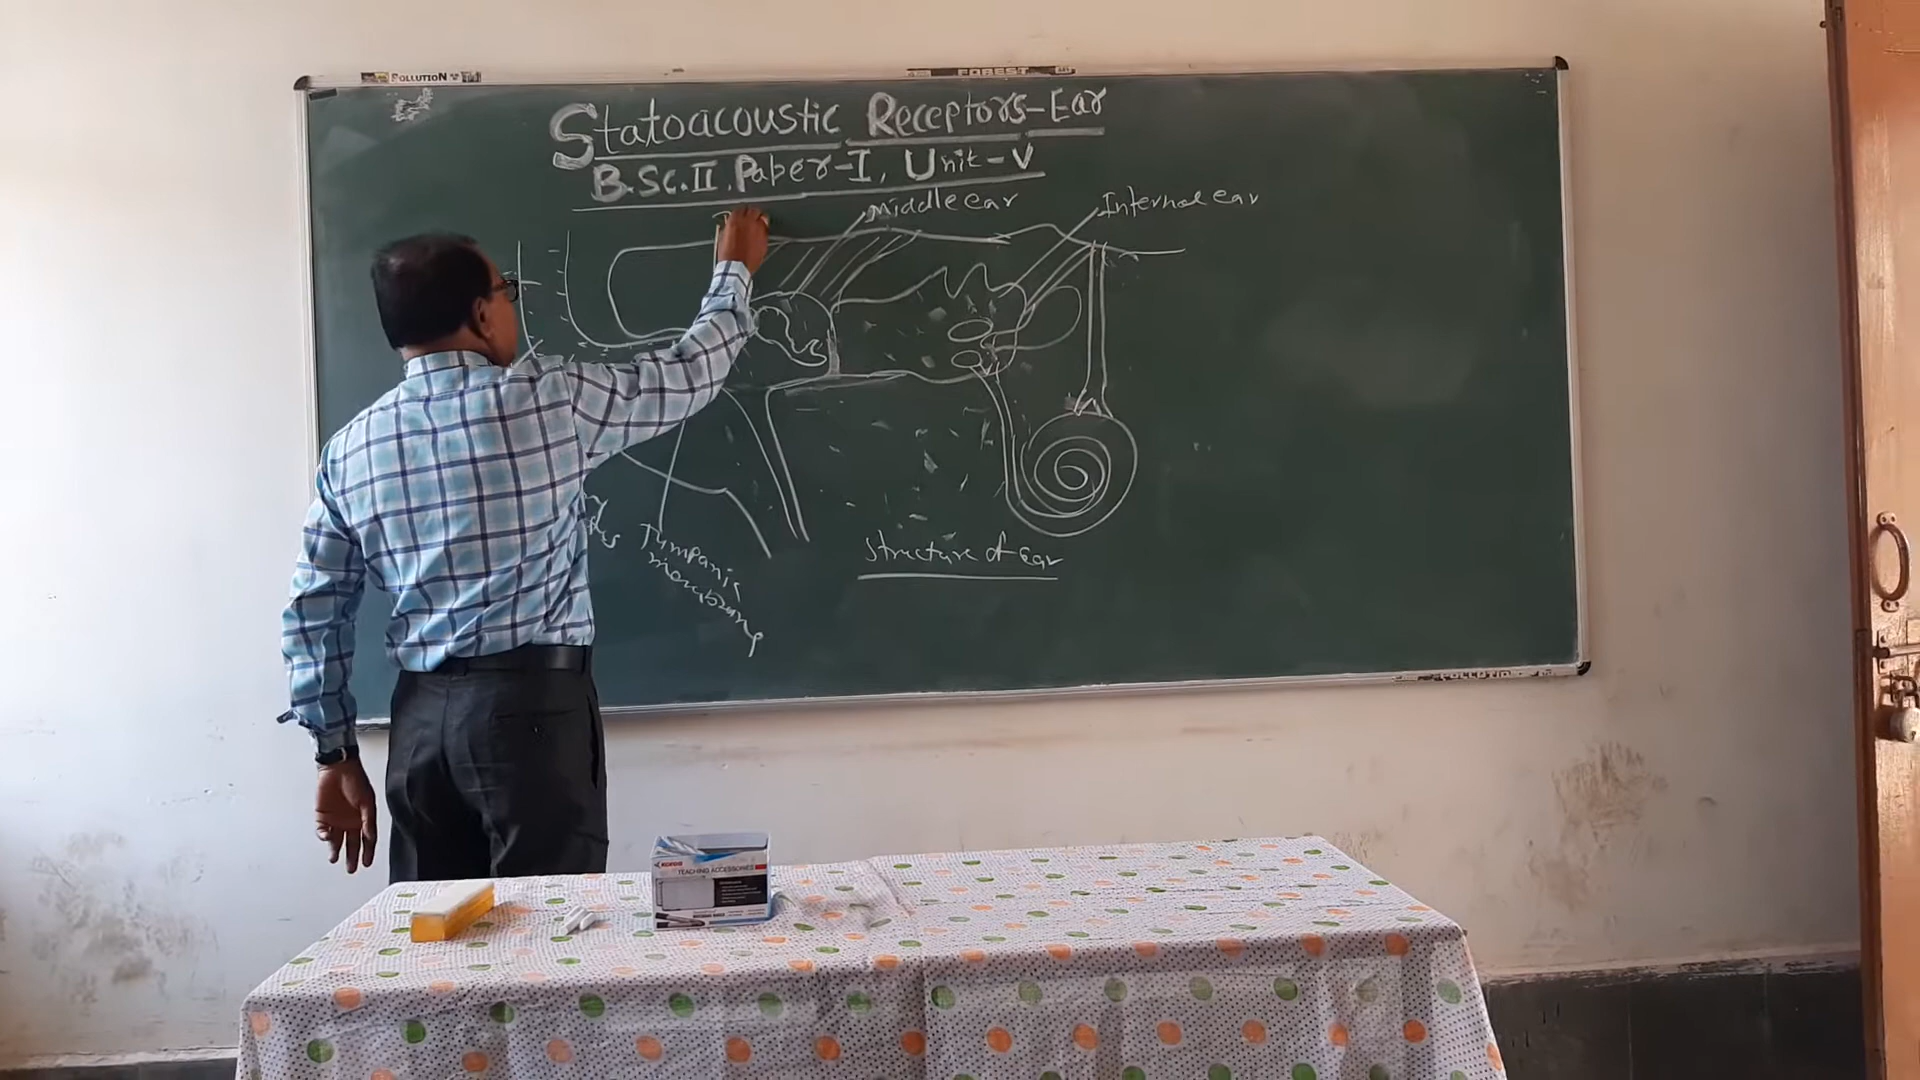 POLLUTION
FOREST
Statoacoustic Receptors-Ear
B.Sc.II, Paper-I, Unit-V
Middle ear
Internal ear
Tympanic
structure of Ear
TEACHING ACCESSORIES